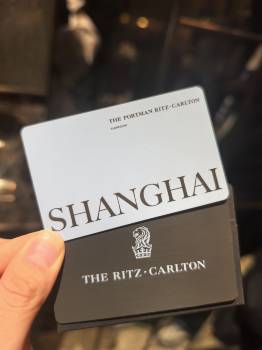 THE PORTMAN RITZ-CARLTON
SHANGHAI
THE RITZ·CARLTON